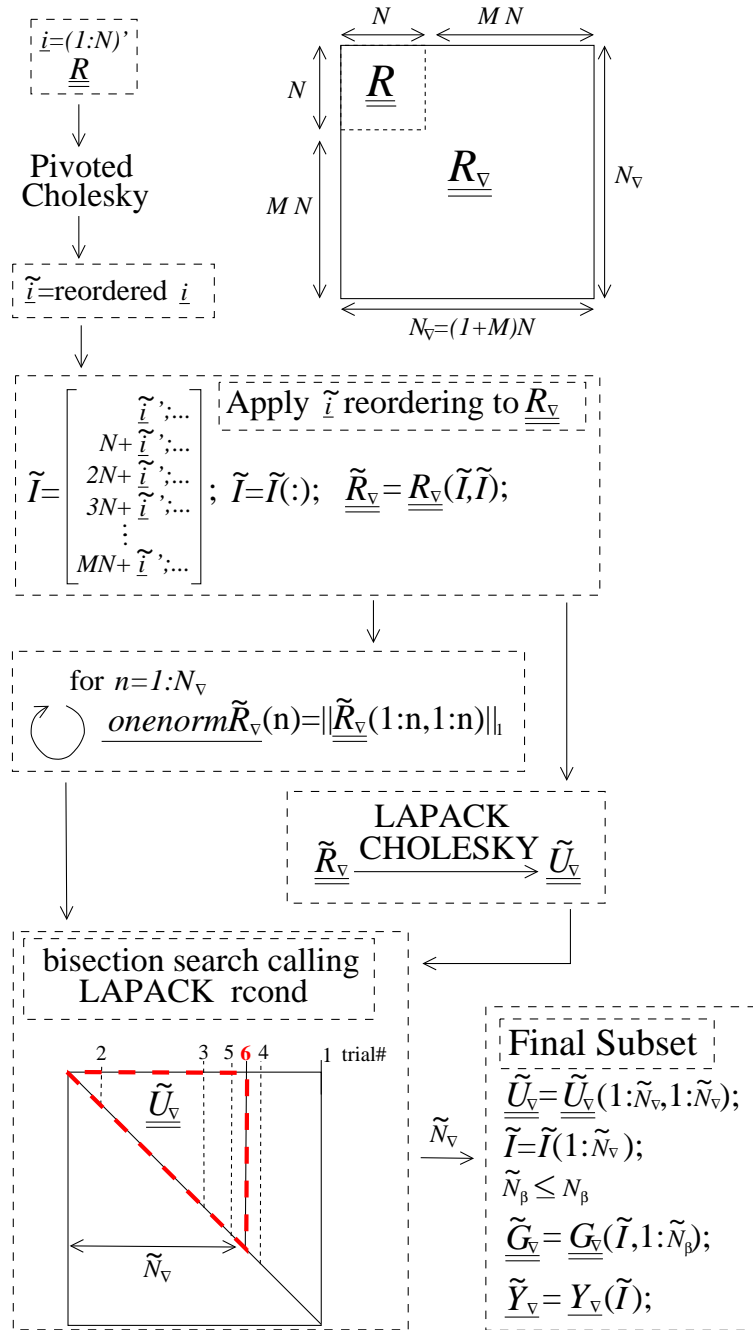 i=(1:N)'
R
Pivoted
Cholesky
ĩ=reordered i
N
M N
N
R
M N
R∇
N∇
N∇=(1+M)N
Apply ĩ reordering to R∇
Ĩ=
ĩ ';...
N+ ĩ ';...
2N+ ĩ ';...
3N+ ĩ ';...
⋮
MN+ ĩ ';...
; Ĩ=Ĩ(:); R̃∇= R∇(Ĩ,Ĩ);
for n=1:N∇
onenormR̃∇(n)=||R̃∇(1:n,1:n)||₁
LAPACK
CHOLESKY
R̃∇ Ũ∇
bisection search calling
LAPACK rcond
2 3 5 6 4 1 trial#
Ũ∇
Ñ∇
Ñ∇
Final Subset
Ũ∇=Ũ∇(1:Ñ∇,1:Ñ∇);
Ĩ=Ĩ(1:Ñ∇);
Ñβ ≤ Nβ
G̃∇=G∇(Ĩ,1:Ñβ);
Ỹ∇= Y∇(Ĩ);